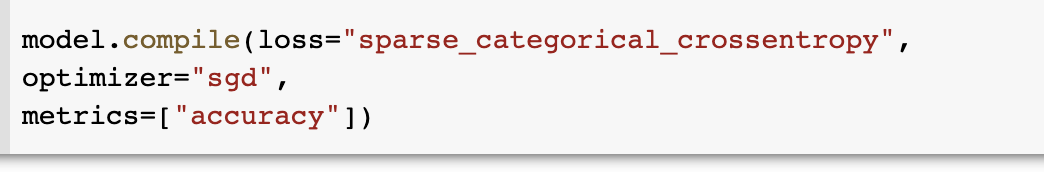 model.compile(loss="sparse_categorical_crossentropy",
optimizer="sgd",
metrics=["accuracy"])